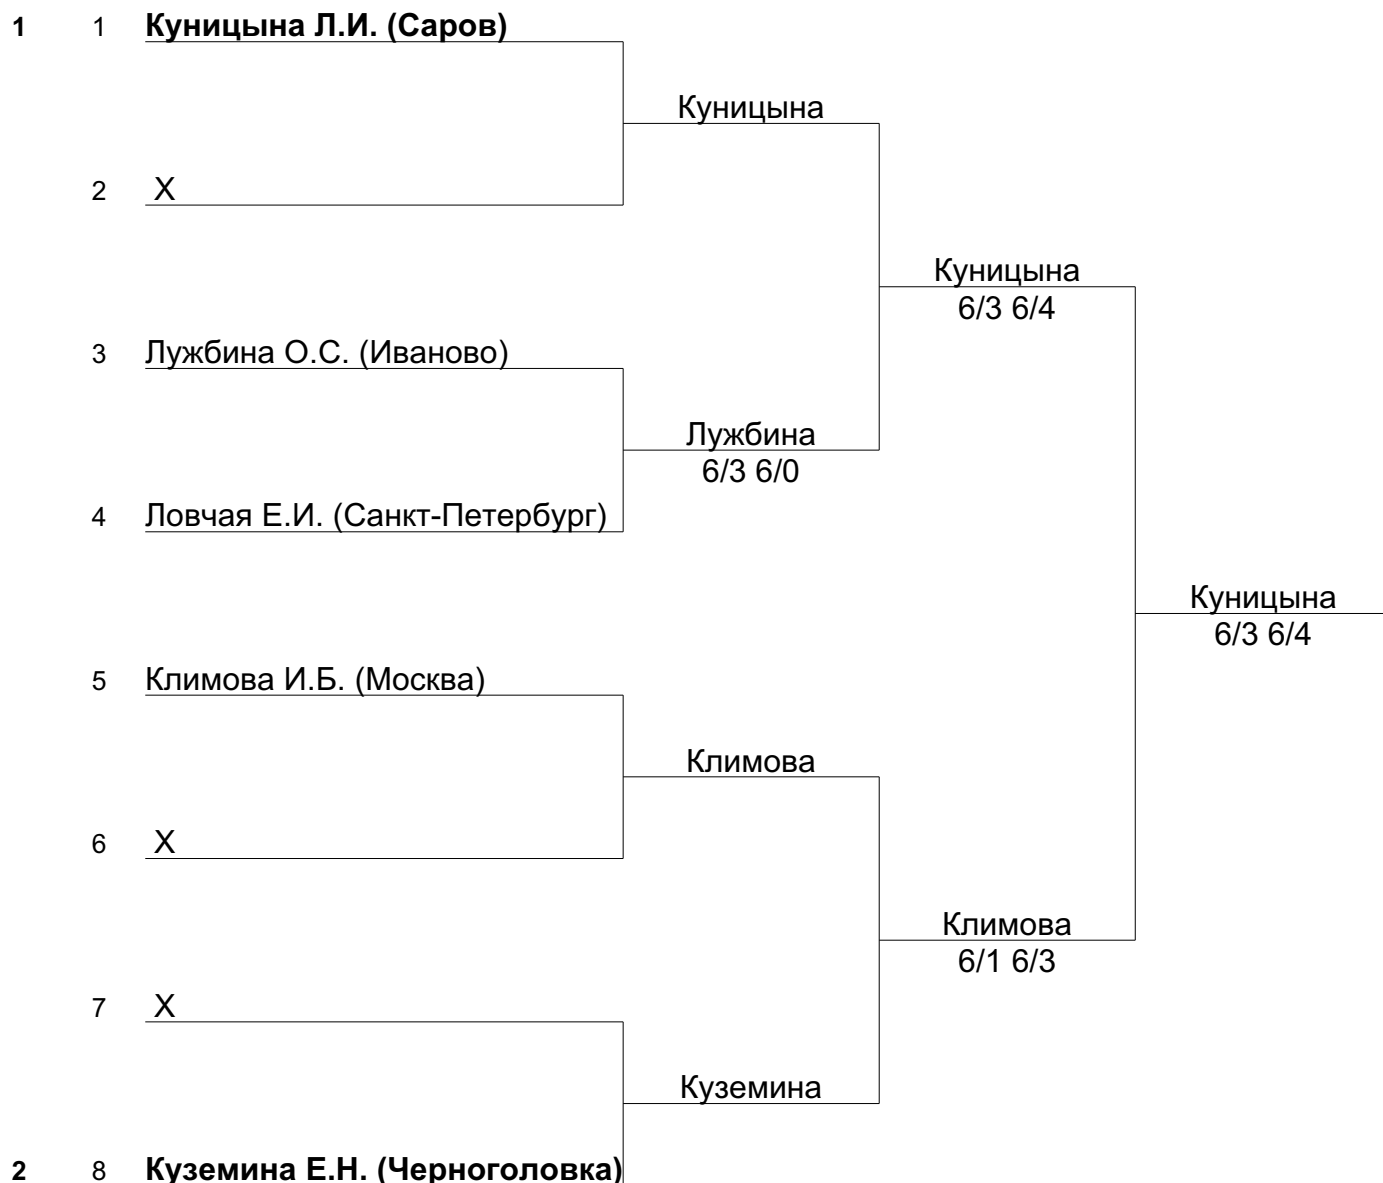 1 1 Куницына Л.И. (Саров)
Куницына
2 X
Куницына
6/3 6/4
3 Лужбина О.С. (Иваново)
Лужбина
6/3 6/0
4 Ловчая Е.И. (Санкт-Петербург)
Куницына
6/3 6/4
5 Климова И.Б. (Москва)
Климова
6 X
Климова
6/1 6/3
7 X
Куземина
2 8 Куземина Е.Н. (Черноголовка)